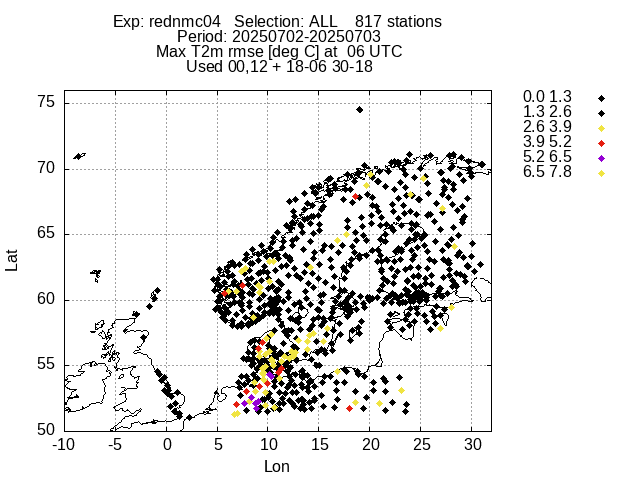 Exp: rednmc04   Selection: ALL    817 stations
Period: 20250702-20250703
Max T2m rmse [deg C] at  06 UTC
Used 00,12 + 18-06 30-18
0.0 1.3
1.3 2.6
2.6 3.9
3.9 5.2
5.2 6.5
6.5 7.8
75
70
65
60
55
50
Lat
-10 -5 0 5 10 15 20 25 30
Lon